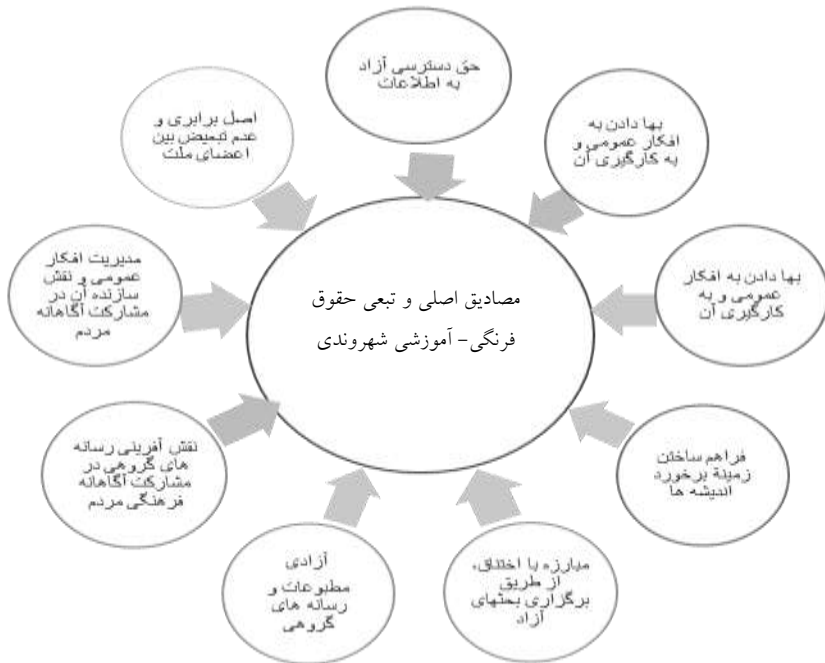 حق دسترسی آزاد
به اطلاعات
بها دادن به
افکار عمومی و
به کارگیری آن
بها دادن به افکار
عمومی و به
کارگیری آن
فراهم ساختن
زمینة برخورد
اندیشه ها
مبارزه با اختناق،
از طریق
برگزاری بحثهای
آزاد
آزادی
مطبوعات و
رسانه های
گروهی
نقش آفرینی رسانه
های گروهی در
مشارکت آگاهانه
فرهنگی مردم
مدیریت افکار
عمومی و نقش
سازنده آن در
مشارکت آگاهانه
مردم
اصل برابری و
عدم تبعیض بین
اعضای ملت
مصادیق اصلی و تبعی حقوق
فرنگی- آموزشی شهروندی